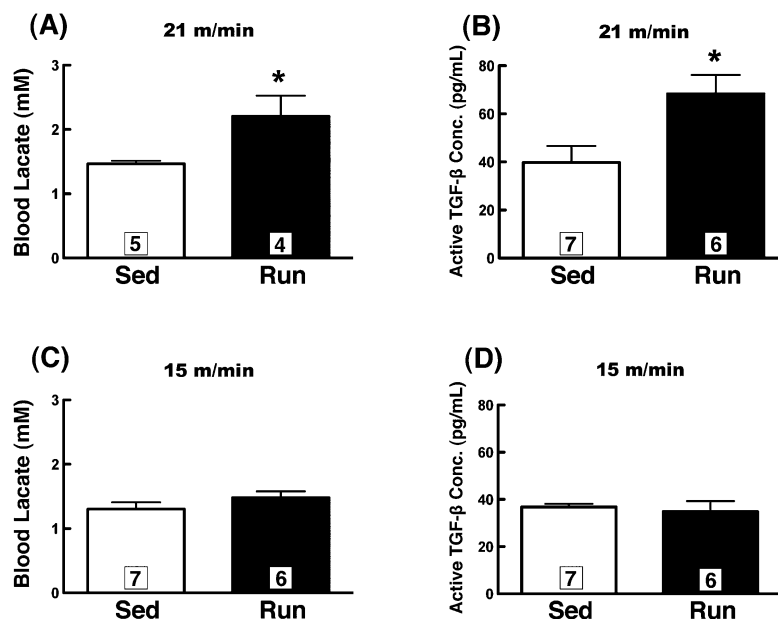 (A)
21 m/min
Blood Lacate (mM)
3
2
1
0
*
5
4
Sed
Run
(B)
21 m/min
Active TGF-β Conc. (pg/mL)
80
60
40
20
0
*
7
6
Sed
Run
(C)
15 m/min
Blood Lacate (mM)
3
2
1
0
7
6
Sed
Run
(D)
15 m/min
Active TGF-β Conc. (pg/mL)
80
60
40
20
0
7
6
Sed
Run